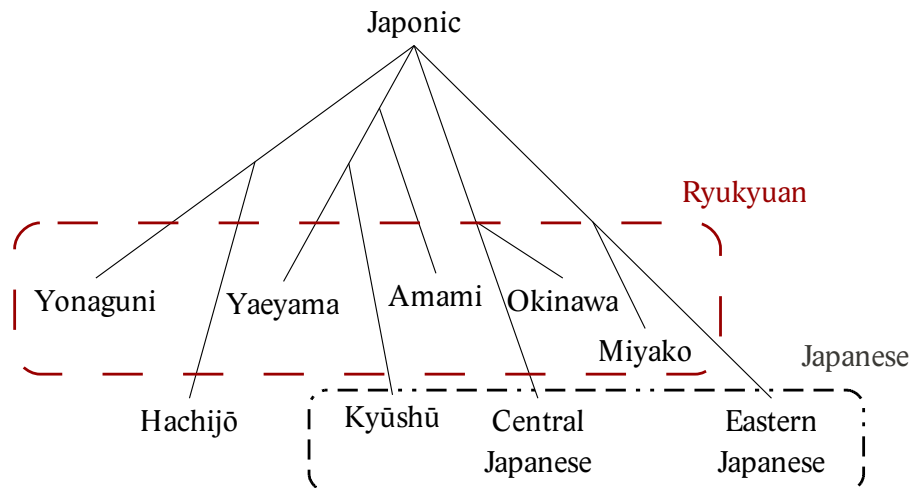 Japonic
Ryukyuan
Yonaguni
Yaeyama
Amami
Okinawa
Miyako
Japanese
Hachijō
Kyūshū
Central
Japanese
Eastern
Japanese